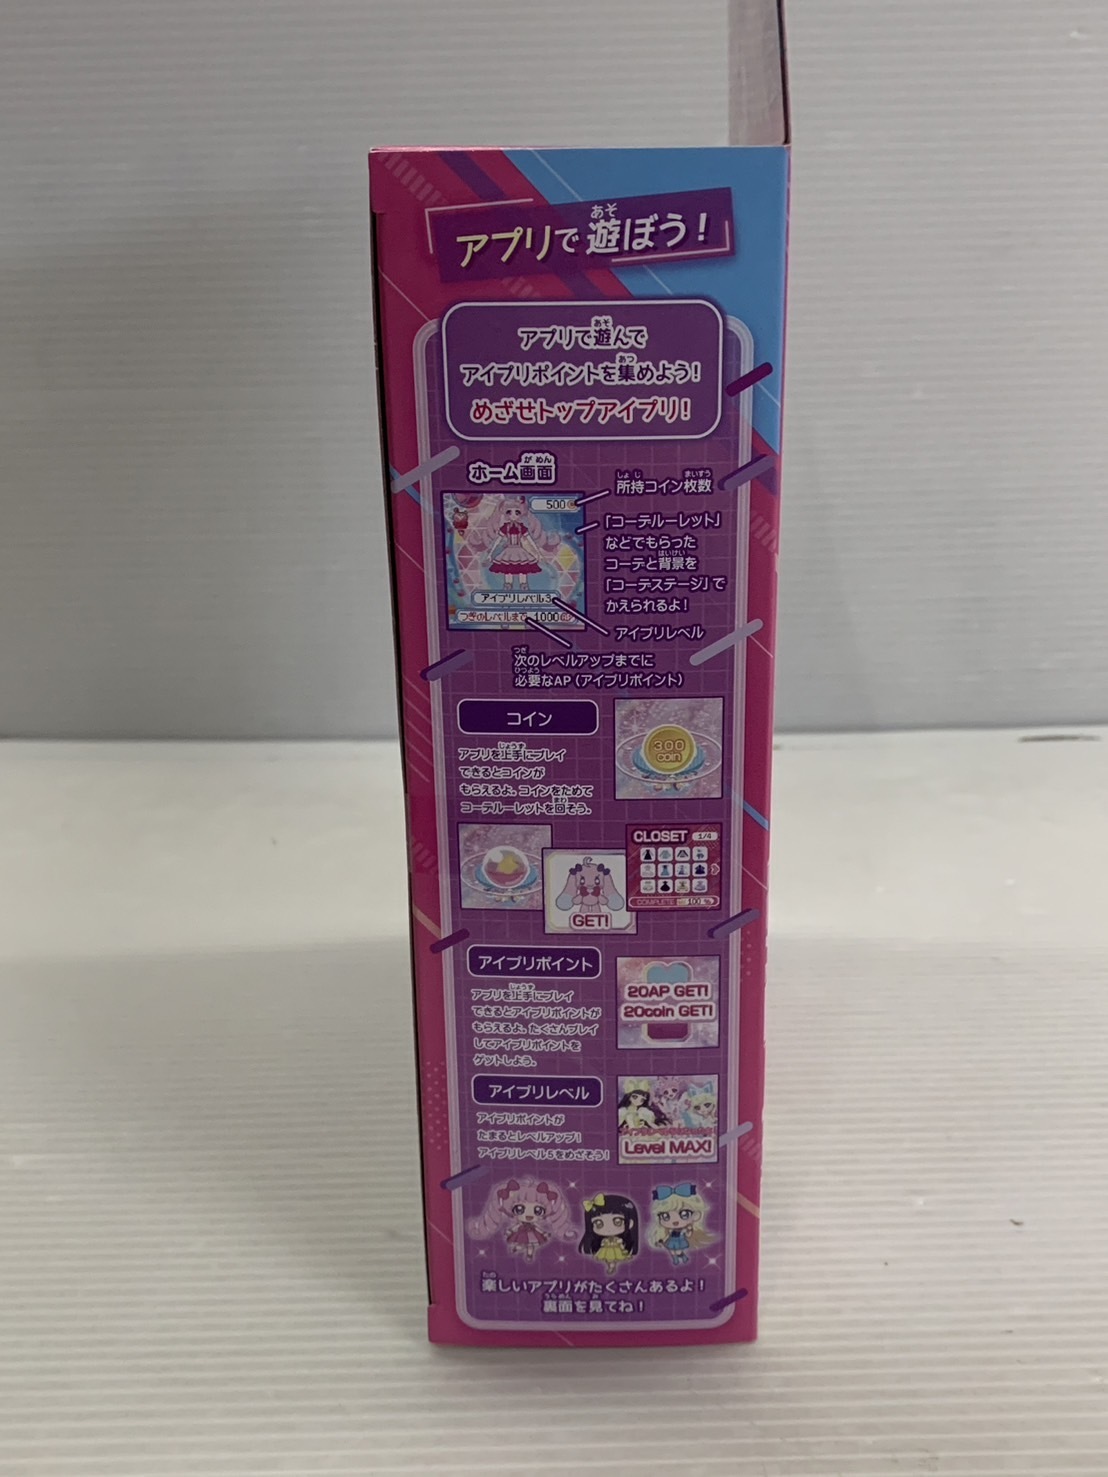 アプリで遊ぼう!
アプリで遊んで
アイプリポイントを集めよう!
めざせトップアイプリ!
ホーム画面
500
アイプリレベル3
つぎのレベルまで 1000
所持コイン枚数
「コーデルーレット」
などでもらった
コーデと背景を
「コーデステージ」で
かえられるよ!
アイプリレベル
次のレベルアップまでに
必要なAP(アイプリポイント)
コイン
300
coin
アプリを上手にプレイ
できるとコインが
もらえるよ。コインをためて
コーデルーレットを回そう。
GET!
CLOSET 1/4
COMPLETE 100 %
アイプリポイント
アプリを上手にプレイ
できるとアイプリポイントが
もらえるよ。たくさんプレイ
してアイプリポイントを
ゲットしよう。
20AP GET!
20coin GET!
アイプリレベル
アイプリポイントが
たまるとレベルアップ!
アイプリレベル5をめざそう!
Level MAX!
楽しいアプリがたくさんあるよ!
裏面を見てね!